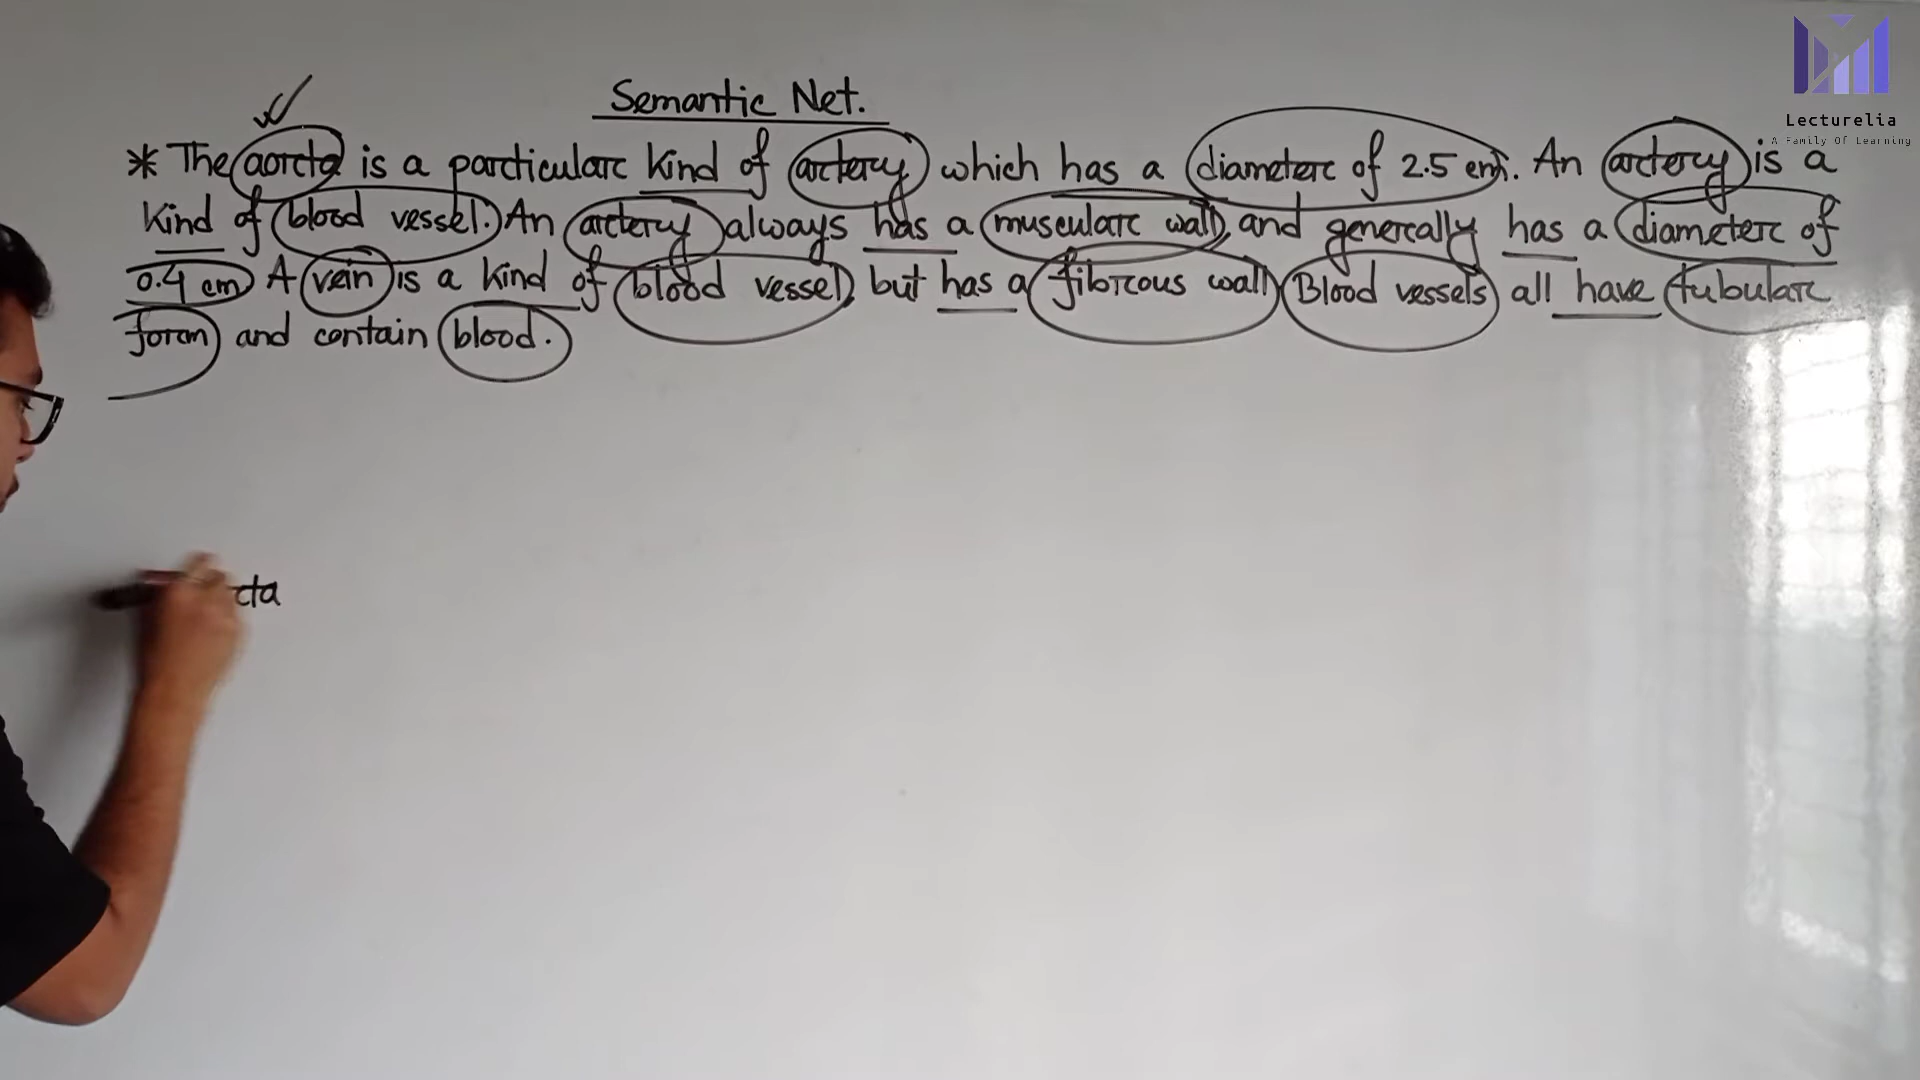 Lecturelia
A Family Of Learning
Semantic Net.
* The aorta is a particular kind of artery which has a diameter of 2.5 cm. An artery is a
kind of blood vessel. An artery always has a muscular wall, and generally has a diameter of
0.4 cm. A vein is a kind of blood vessel, but has a fibrous wall. Blood vessels all have tubular
form and contain blood.